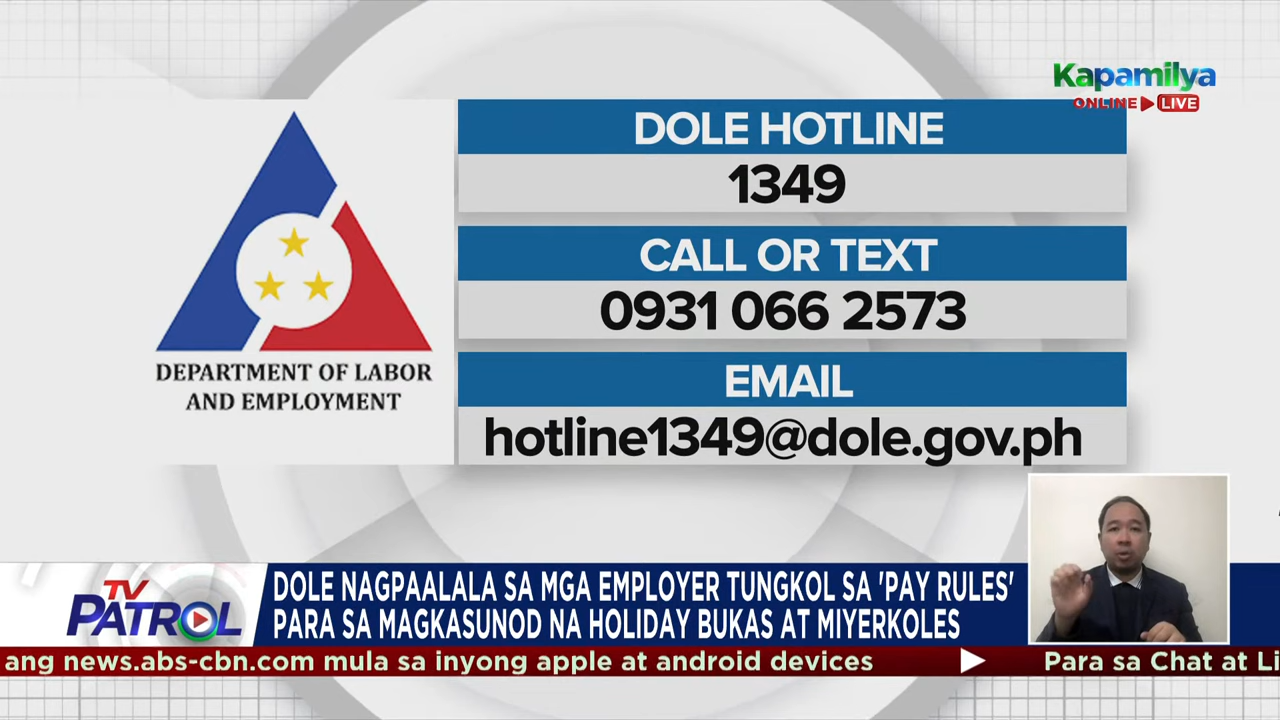 Kapamilya
ONLINE LIVE
DOLE HOTLINE
1349
CALL OR TEXT
0931 066 2573
EMAIL
hotline1349@dole.gov.ph
DEPARTMENT OF LABOR
AND EMPLOYMENT
TV PATROL
DOLE NAGPAALALA SA MGA EMPLOYER TUNGKOL SA 'PAY RULES'
PARA SA MAGKASUNOD NA HOLIDAY BUKAS AT MIYERKOLES
ang news.abs-cbn.com mula sa inyong apple at android devices
Para sa Chat at Li